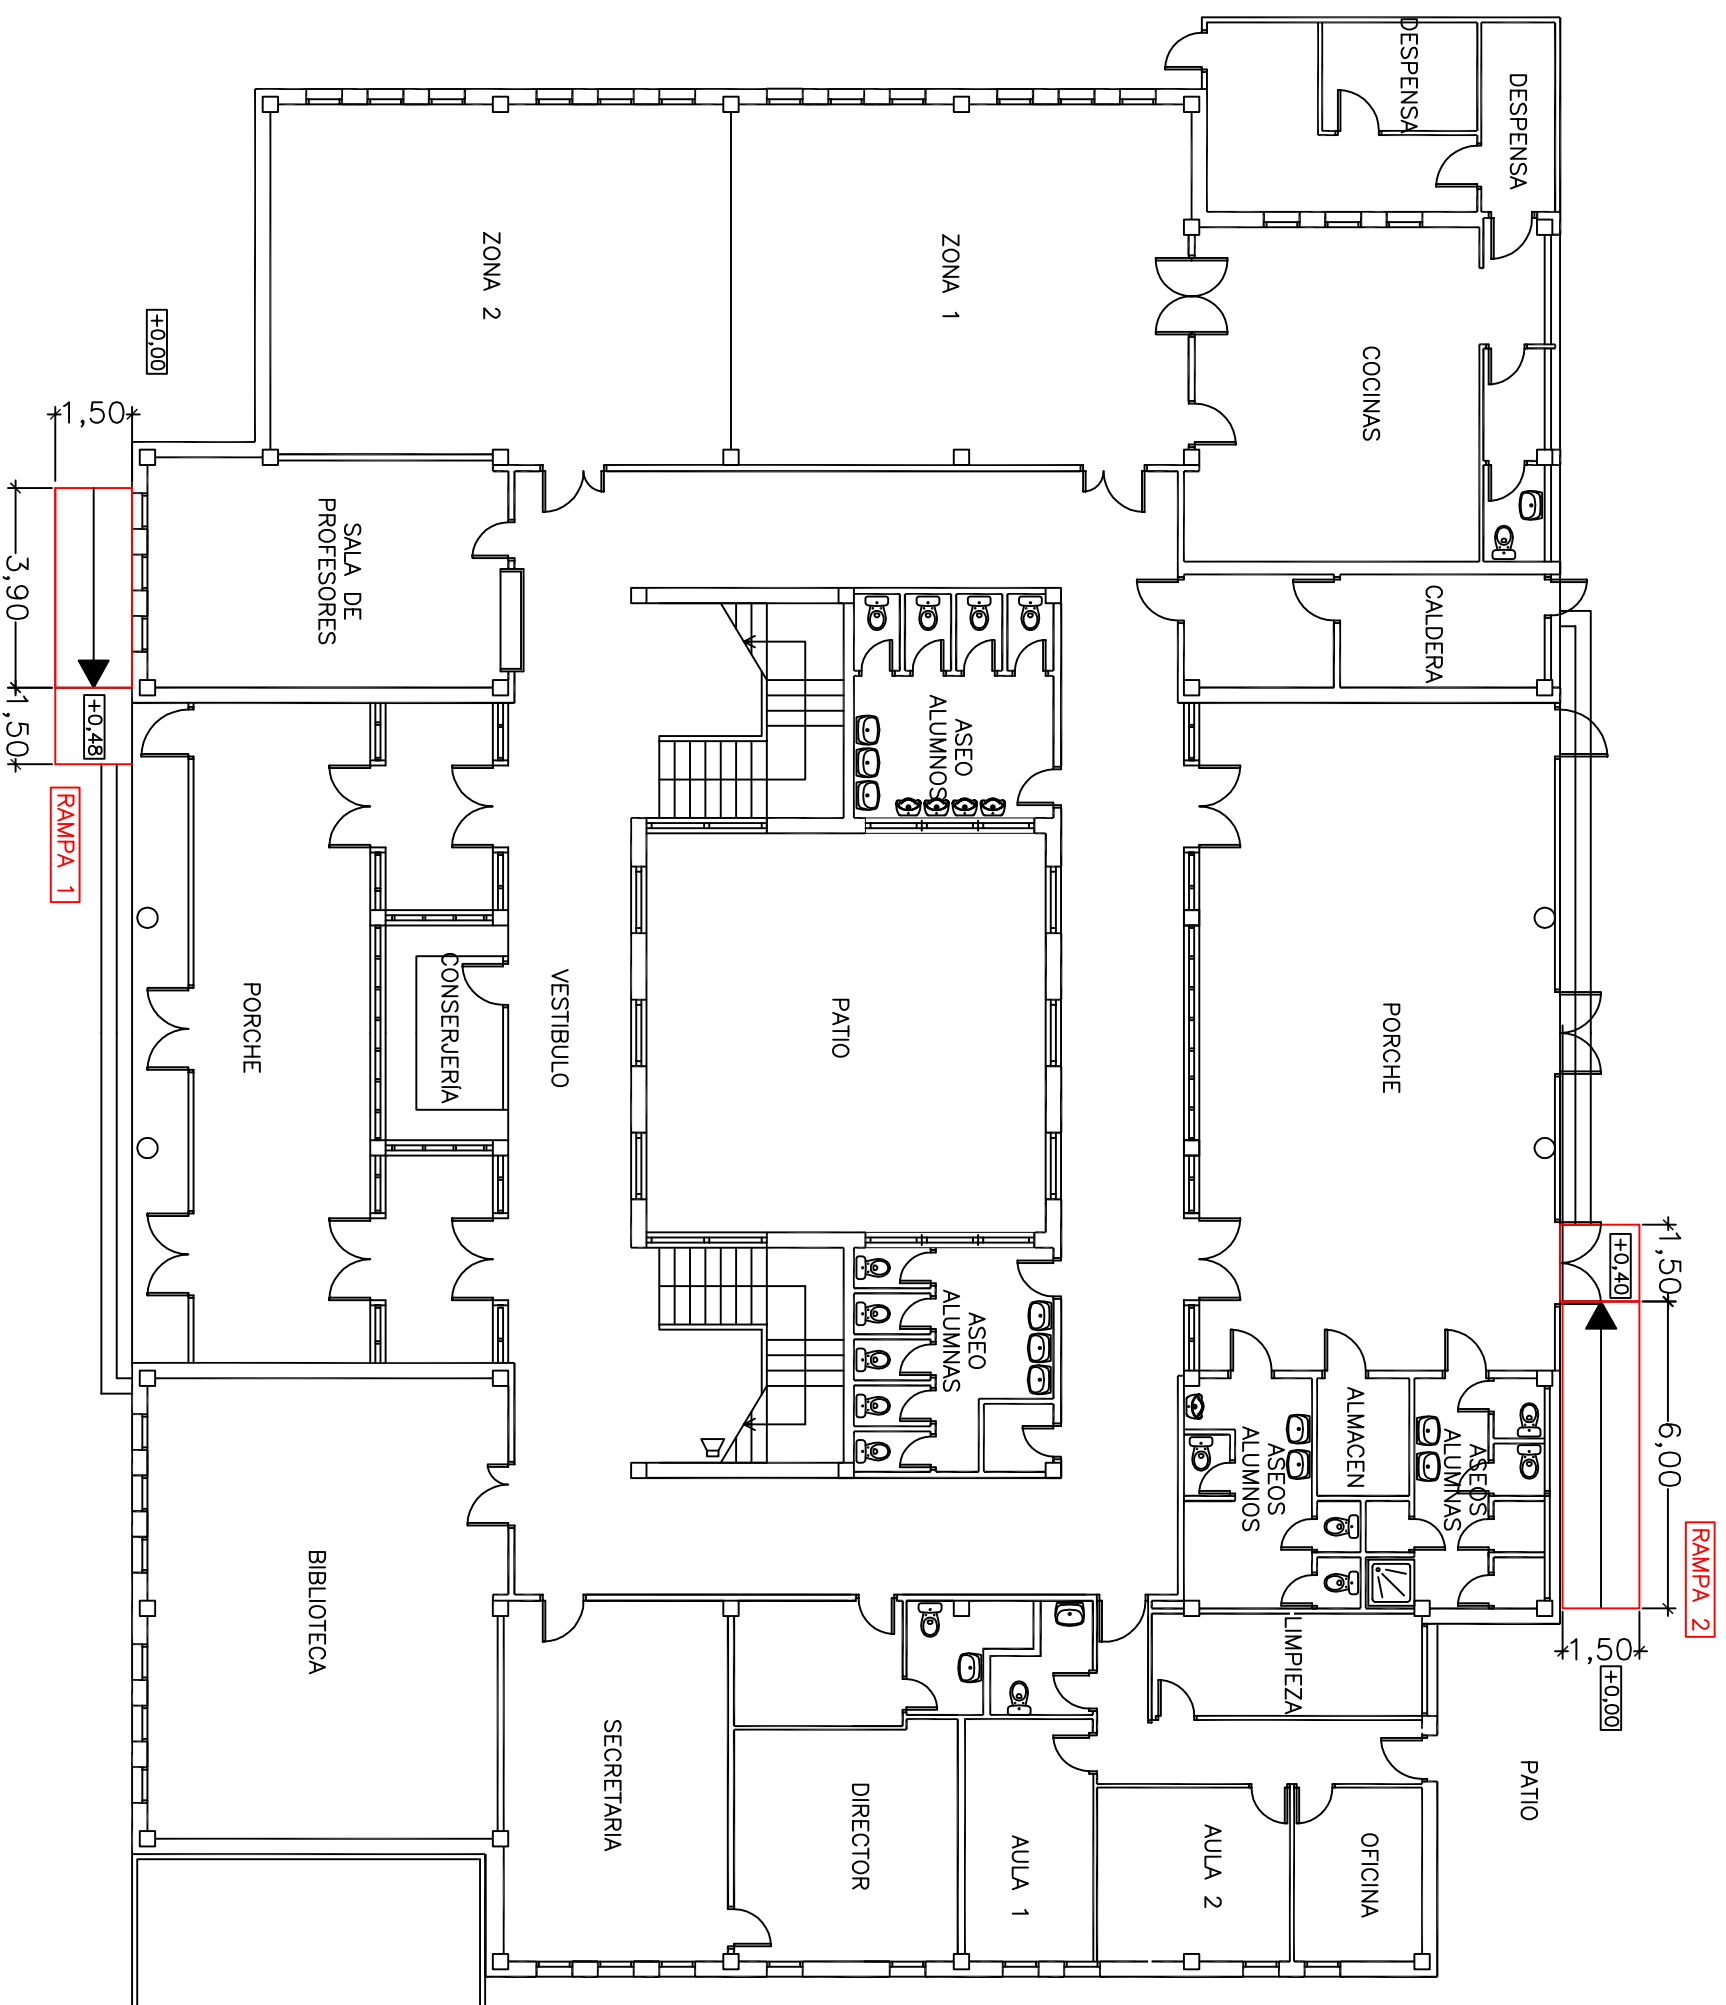 DESPENSA
DESPENSA
ZONA 2
ZONA 1
COCINAS
+0,00
1,50
3,90
1,50
+0,48
RAMPA 1
SALA DE
PROFESORES
CALDERA
ASEO
ALUMNOS
PORCHE
CONSERJERÍA
VESTIBULO
PATIO
PORCHE
ASEO
ALUMNAS
1,50
+0,40
6,00
RAMPA 2
1,50
+0,00
ASEOS
ALUMNOS
ALMACEN
ASEOS
ALUMNAS
BIBLIOTECA
LIMPIEZA
SECRETARIA
DIRECTOR
AULA 1
AULA 2
OFICINA
PATIO